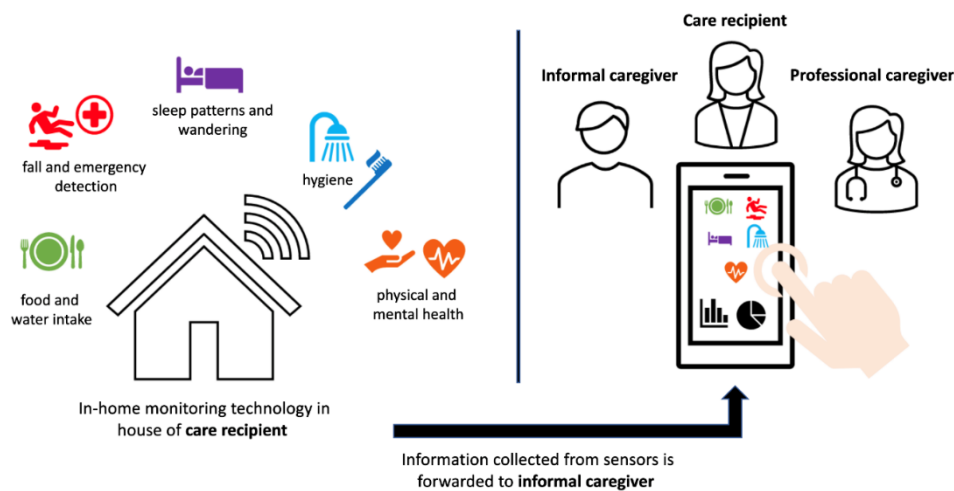 sleep patterns and
wandering
fall and emergency
detection
hygiene
food and
water intake
physical and
mental health
In-home monitoring technology in
house of care recipient
Care recipient
Informal caregiver
Professional caregiver
Information collected from sensors is
forwarded to informal caregiver